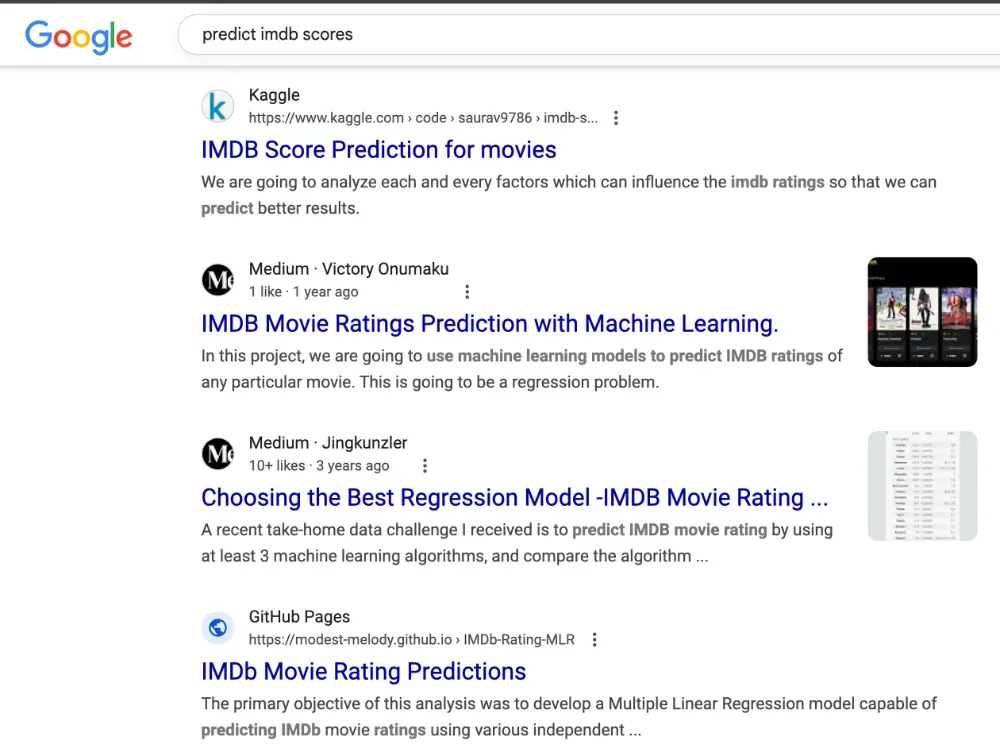 Google
predict imdb scores
Kaggle
https://www.kaggle.com › code › saurav9786 › imdb-s...
IMDB Score Prediction for movies
We are going to analyze each and every factors which can influence the imdb ratings so that we can
predict better results.
Medium · Victory Onumaku
1 like · 1 year ago
IMDB Movie Ratings Prediction with Machine Learning.
In this project, we are going to use machine learning models to predict IMDB ratings of
any particular movie. This is going to be a regression problem.
Medium · Jingkunzler
10+ likes · 3 years ago
Choosing the Best Regression Model -IMDB Movie Rating ...
A recent take-home data challenge I received is to predict IMDB movie rating by using
at least 3 machine learning algorithms, and compare the algorithm ...
GitHub Pages
https://modest-melody.github.io › IMDb-Rating-MLR
IMDb Movie Rating Predictions
The primary objective of this analysis was to develop a Multiple Linear Regression model capable of
predicting IMDb movie ratings using various independent ...